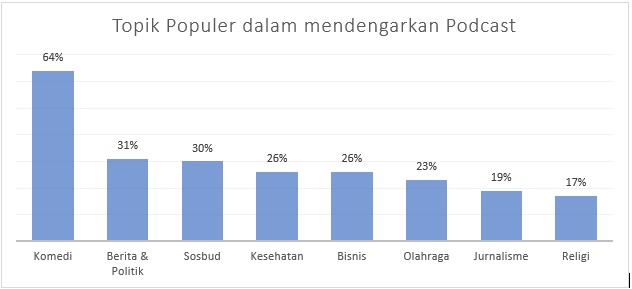 Topik Populer dalam mendengarkan Podcast
64%
31%
30%
26%
26%
23%
19%
17%
Komedi
Berita &
Politik
Sosbud
Kesehatan
Bisnis
Olahraga
Jurnalisme
Religi